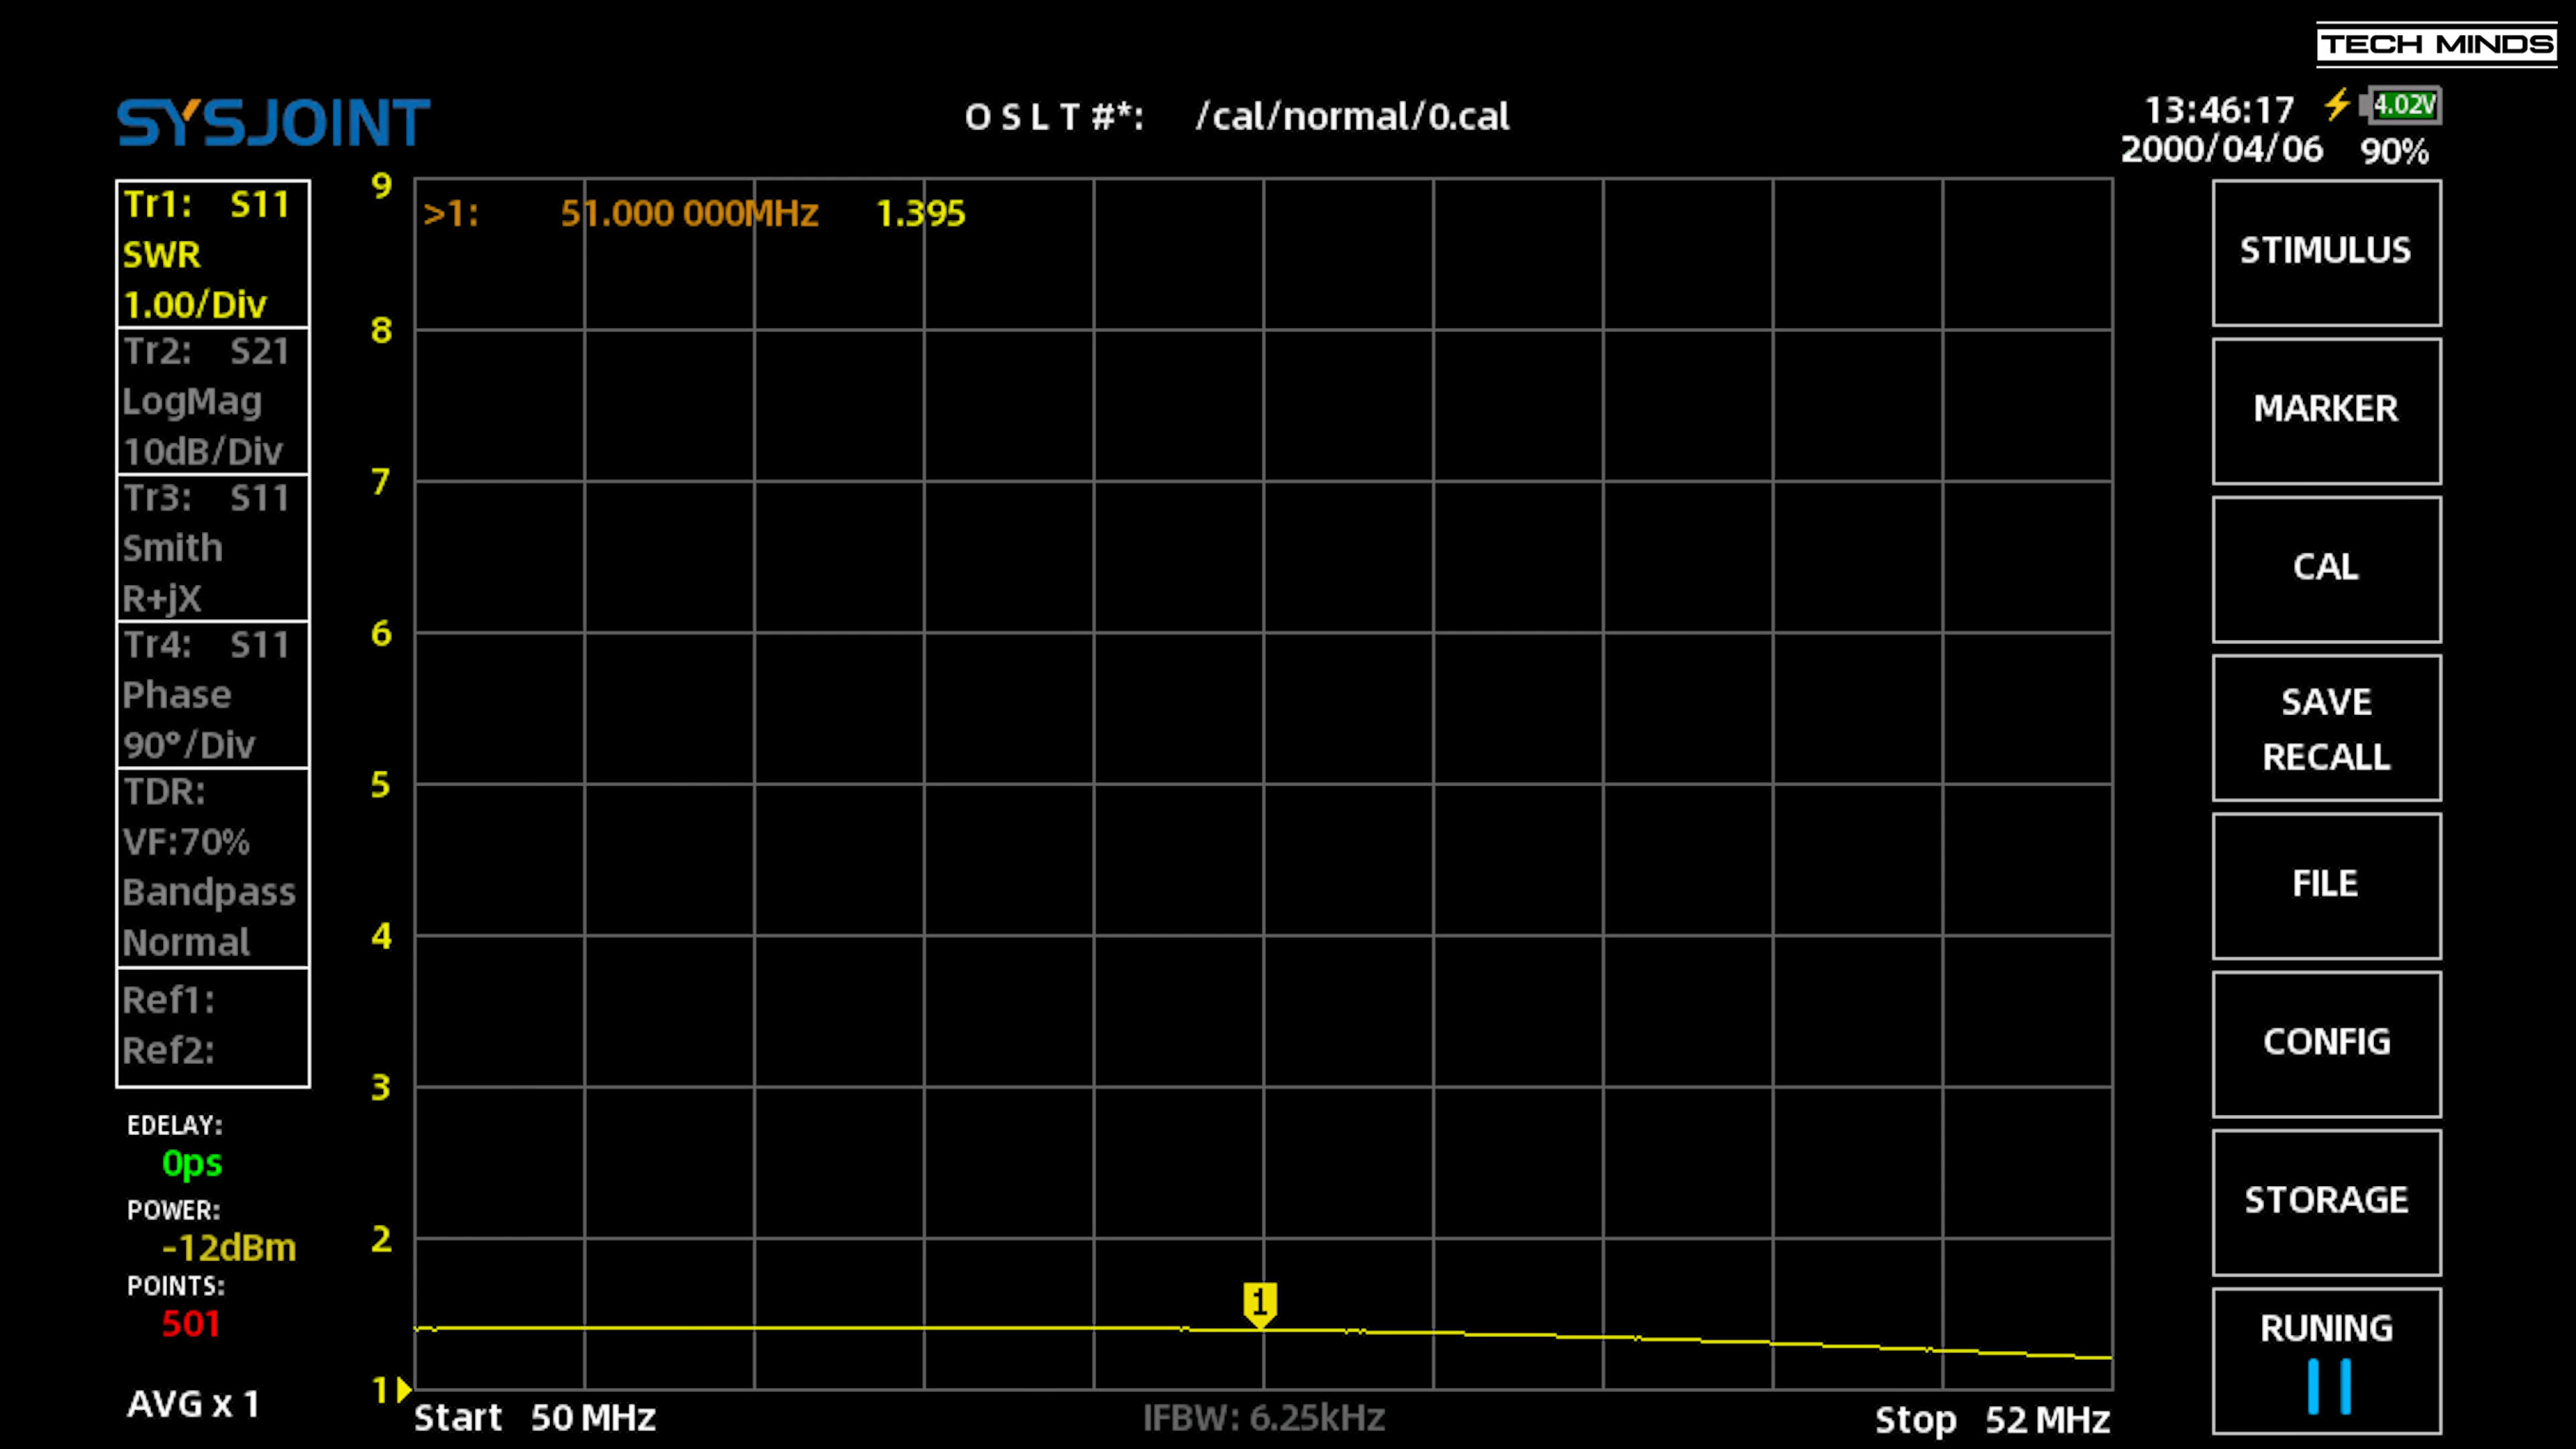 TECH MINDS
SYSJOINT
O S L T #*: /cal/normal/0.cal
13:46:17 4.02V
2000/04/06 90%
Tr1: S11
SWR
1.00/Div
Tr2: S21
LogMag
10dB/Div
Tr3: S11
Smith
R+jX
Tr4: S11
Phase
90°/Div
TDR:
VF:70%
Bandpass
Normal
Ref1:
Ref2:
EDELAY:
0ps
POWER:
-12dBm
POINTS:
501
AVG x 1
>1: 51.000 000MHz 1.395
9
8
7
6
5
4
3
2
1
1
Start 50 MHz IFBW: 6.25kHz Stop 52 MHz
STIMULUS
MARKER
CAL
SAVE
RECALL
FILE
CONFIG
STORAGE
RUNING